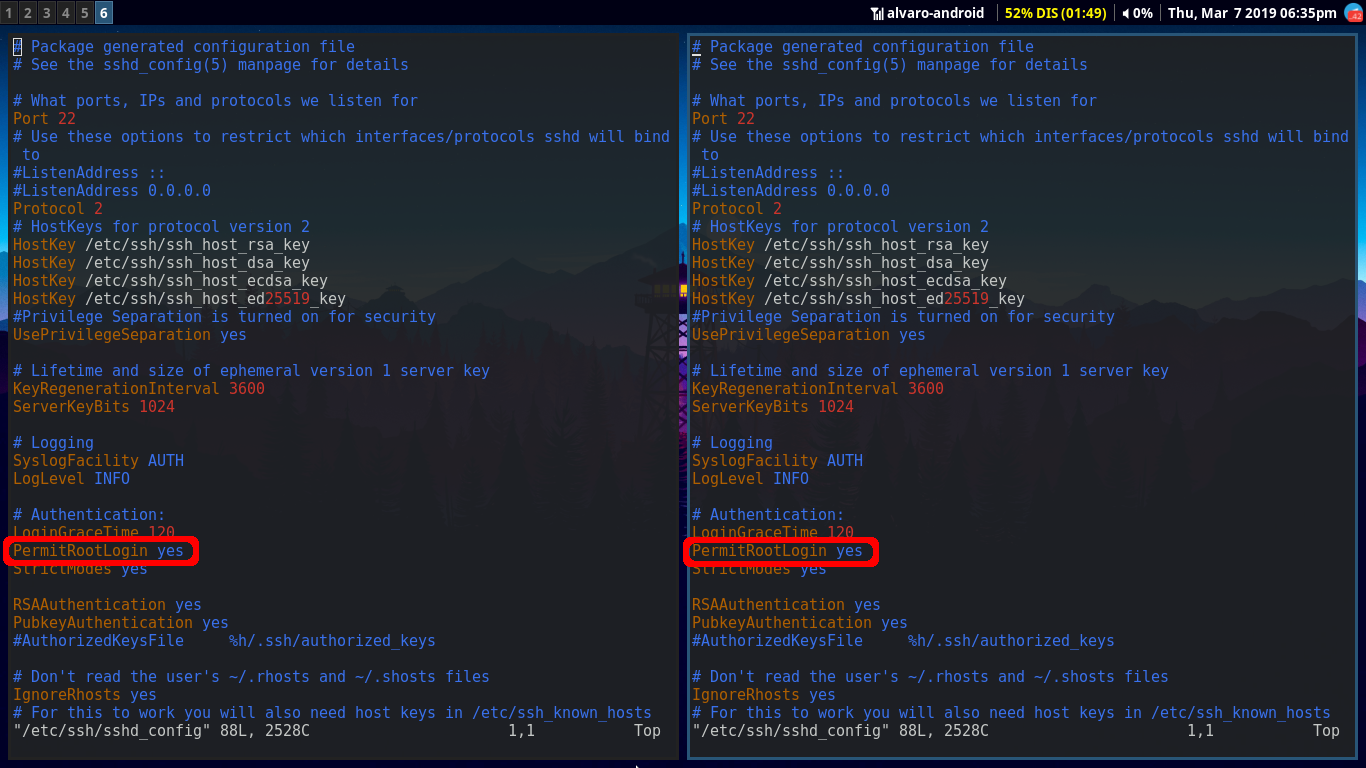 1 2 3 4 5 6 alvaro-android 52% DIS (01:49) 0% Thu, Mar 7 2019 06:35pm
# Package generated configuration file
# See the sshd_config(5) manpage for details
# What ports, IPs and protocols we listen for
Port 22
# Use these options to restrict which interfaces/protocols sshd will bind
to
#ListenAddress ::
#ListenAddress 0.0.0.0
Protocol 2
# HostKeys for protocol version 2
HostKey /etc/ssh/ssh_host_rsa_key
HostKey /etc/ssh/ssh_host_dsa_key
HostKey /etc/ssh/ssh_host_ecdsa_key
HostKey /etc/ssh/ssh_host_ed25519_key
#Privilege Separation is turned on for security
UsePrivilegeSeparation yes
# Lifetime and size of ephemeral version 1 server key
KeyRegenerationInterval 3600
ServerKeyBits 1024
# Logging
SyslogFacility AUTH
LogLevel INFO
# Authentication:
LoginGraceTime 120
PermitRootLogin yes
StrictModes yes
RSAAuthentication yes
PubkeyAuthentication yes
#AuthorizedKeysFile     %h/.ssh/authorized_keys
# Don't read the user's ~/.rhosts and ~/.shosts files
IgnoreRhosts yes
# For this to work you will also need host keys in /etc/ssh_known_hosts
"/etc/ssh/sshd_config" 88L, 2528C 1,1 Top
# Package generated configuration file
# See the sshd_config(5) manpage for details
# What ports, IPs and protocols we listen for
Port 22
# Use these options to restrict which interfaces/protocols sshd will bind
to
#ListenAddress ::
#ListenAddress 0.0.0.0
Protocol 2
# HostKeys for protocol version 2
HostKey /etc/ssh/ssh_host_rsa_key
HostKey /etc/ssh/ssh_host_dsa_key
HostKey /etc/ssh/ssh_host_ecdsa_key
HostKey /etc/ssh/ssh_host_ed25519_key
#Privilege Separation is turned on for security
UsePrivilegeSeparation yes
# Lifetime and size of ephemeral version 1 server key
KeyRegenerationInterval 3600
ServerKeyBits 1024
# Logging
SyslogFacility AUTH
LogLevel INFO
# Authentication:
LoginGraceTime 120
PermitRootLogin yes
StrictModes yes
RSAAuthentication yes
PubkeyAuthentication yes
#AuthorizedKeysFile     %h/.ssh/authorized_keys
# Don't read the user's ~/.rhosts and ~/.shosts files
IgnoreRhosts yes
# For this to work you will also need host keys in /etc/ssh_known_hosts
"/etc/ssh/sshd_config" 88L, 2528C 1,1 Top